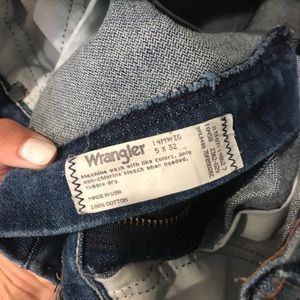 Wrangler
14MWZG
5 X 32
Machine wash with like colors, only
non-chlorine bleach when needed,
tumble dry.
MADE IN USA
100% COTTON